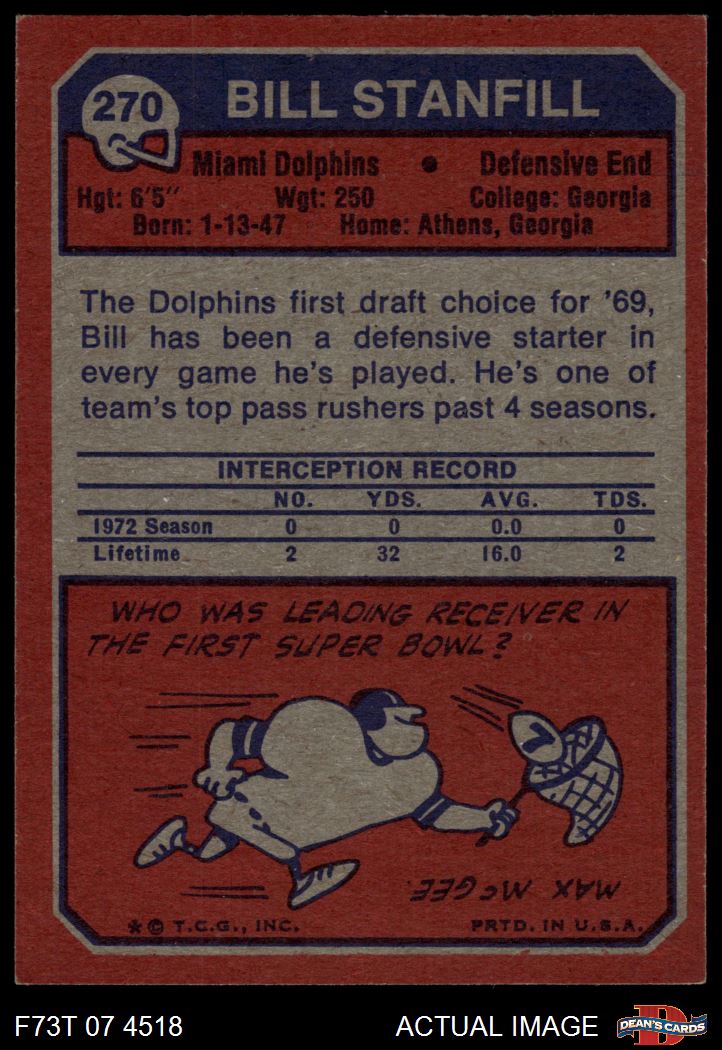 270
BILL STANFILL
Miami Dolphins • Defensive End
Hgt: 6'5" Wgt: 250 College: Georgia
Born: 1-13-47 Home: Athens, Georgia
The Dolphins first draft choice for '69,
Bill has been a defensive starter in
every game he's played. He's one of
team's top pass rushers past 4 seasons.
INTERCEPTION RECORD
NO. YDS. AVG. TDS.
1972 Season 0 0 0.0 0
Lifetime 2 32 16.0 2
WHO WAS LEADING RECEIVER IN
THE FIRST SUPER BOWL?
7
MAX McGEE.
*© T.C.G., INC. PRTD. IN U.S.A.
F73T 07 4518 ACTUAL IMAGE D DEAN'S CARDS